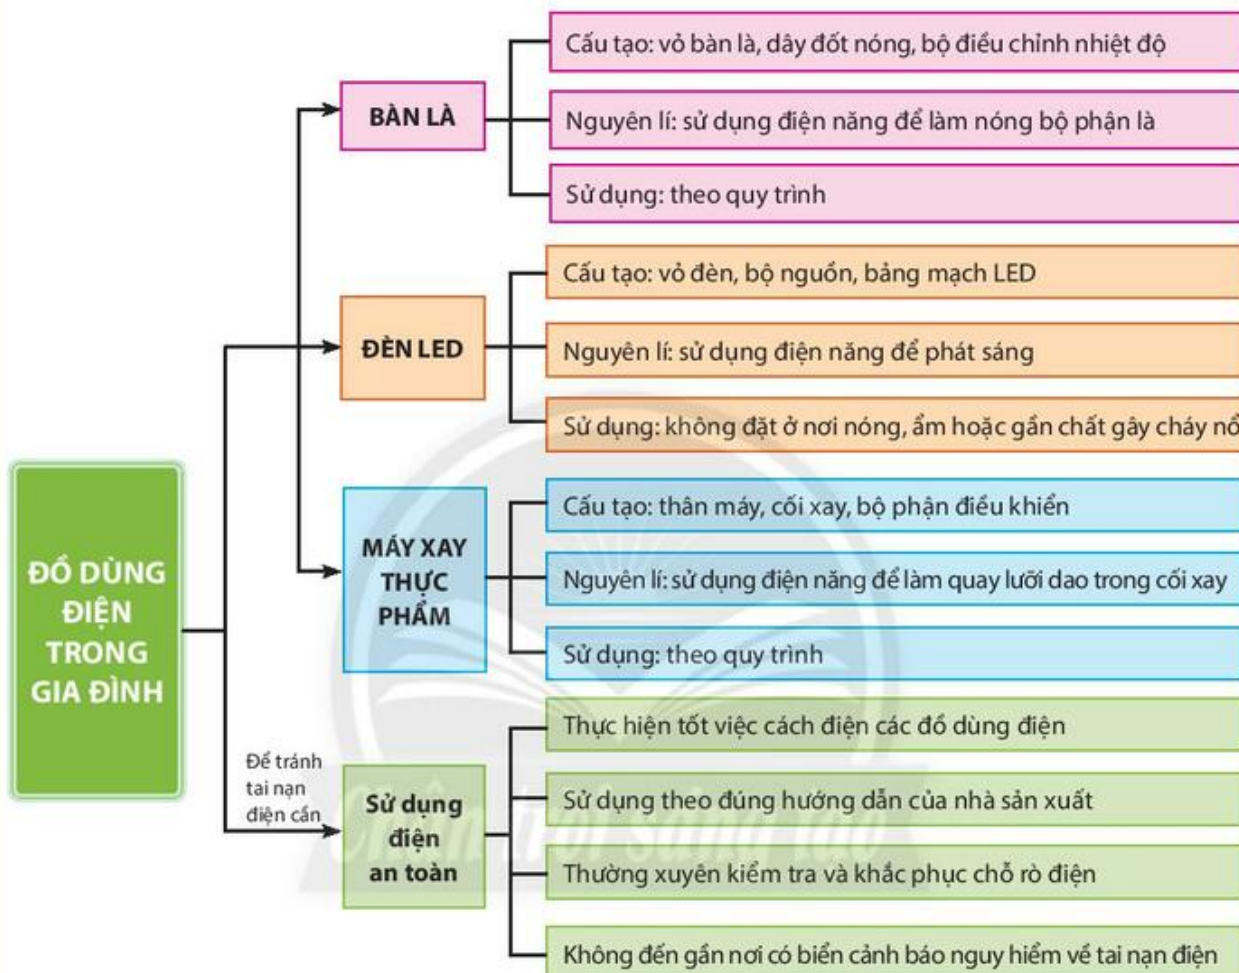 Cấu tạo: vỏ bàn là, dây đốt nóng, bộ điều chỉnh nhiệt độ
BÀN LÀ
Nguyên lí: sử dụng điện năng để làm nóng bộ phận là
Sử dụng: theo quy trình
Cấu tạo: vỏ đèn, bộ nguồn, bảng mạch LED
ĐÈN LED
Nguyên lí: sử dụng điện năng để phát sáng
Sử dụng: không đặt ở nơi nóng, ẩm hoặc gần chất gây cháy nổ
Cấu tạo: thân máy, cối xay, bộ phận điều khiển
MÁY XAY
THỰC
PHẨM
Nguyên lí: sử dụng điện năng để làm quay lưỡi dao trong cối xay
Sử dụng: theo quy trình
ĐỒ DÙNG
ĐIỆN
TRONG
GIA ĐÌNH
Để tránh
tai nạn
điện cần
Sử dụng
điện
an toàn
Thực hiện tốt việc cách điện các đồ dùng điện
Sử dụng theo đúng hướng dẫn của nhà sản xuất
Thường xuyên kiểm tra và khắc phục chỗ rò điện
Không đến gần nơi có biển cảnh báo nguy hiểm về tai nạn điện
Chân trời sáng tạo